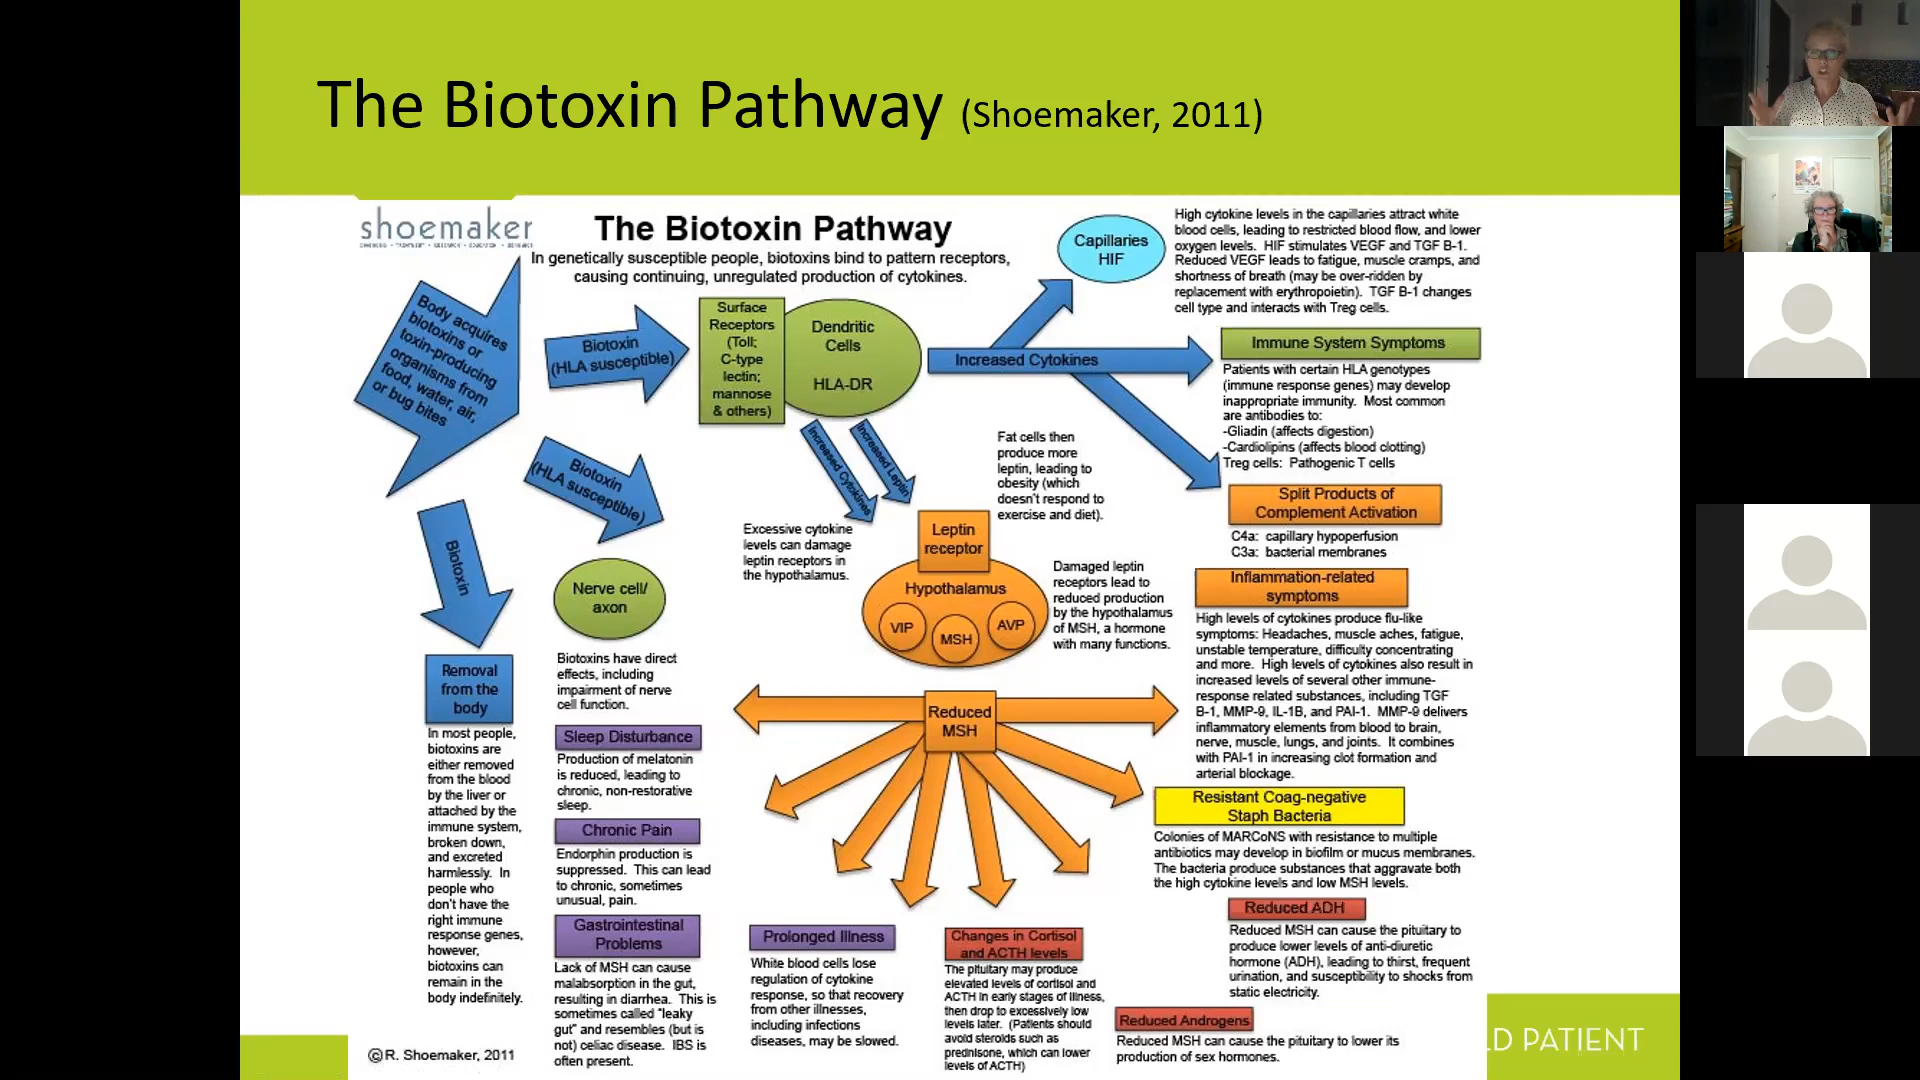 The Biotoxin Pathway (Shoemaker, 2011)
shoemaker
The Biotoxin Pathway
In genetically susceptible people, biotoxins bind to pattern receptors,
causing continuing, unregulated production of cytokines.
Body acquires
biotoxins or
toxin-producing
organisms from
food, water, air,
or bug bites
Biotoxin
(HLA susceptible)
Surface
Receptors
(Toll;
C-type
lectin;
mannose
& others)
Dendritic
Cells
HLA-DR
Increased Cytokines
Capillaries
HIF
High cytokine levels in the capillaries attract white
blood cells, leading to restricted blood flow, and lower
oxygen levels. HIF stimulates VEGF and TGF B-1.
Reduced VEGF leads to fatigue, muscle cramps, and
shortness of breath (may be over-ridden by
replacement with erythropoietin). TGF B-1 changes
cell type and interacts with Treg cells.
Immune System Symptoms
Patients with certain HLA genotypes
(immune response genes) may develop
inappropriate immunity. Most common
are antibodies to:
-Gliadin (affects digestion)
-Cardiolipins (affects blood clotting)
Treg cells: Pathogenic T cells
Biotoxin
(HLA susceptible)
Increased Cytokines
Increased Leptin
Fat cells then
produce more
leptin, leading to
obesity (which
doesn't respond to
exercise and diet).
Split Products of
Complement Activation
C4a: capillary hypoperfusion
C3a: bacterial membranes
Biotoxin
Excessive cytokine
levels can damage
leptin receptors in
the hypothalamus.
Leptin
receptor
Hypothalamus
VIP
MSH
AVP
Damaged leptin
receptors lead to
reduced production
by the hypothalamus
of MSH, a hormone
with many functions.
Nerve cell/
axon
Biotoxins have direct
effects, including
impairment of nerve
cell function.
Inflammation-related
symptoms
High levels of cytokines produce flu-like
symptoms: Headaches, muscle aches, fatigue,
unstable temperature, difficulty concentrating
and more. High levels of cytokines also result in
increased levels of several other immune-
response related substances, including TGF
B-1, MMP-9, IL-1B, and PAI-1. MMP-9 delivers
inflammatory elements from blood to brain,
nerve, muscle, lungs, and joints. It combines
with PAI-1 in increasing clot formation and
arterial blockage.
Removal
from the
body
In most people,
biotoxins are
either removed
from the blood
by the liver or
attached by the
immune system,
broken down,
and excreted
harmlessly. In
people who
don't have the
right immune
response genes,
however,
biotoxins can
remain in the
body indefinitely.
Reduced
MSH
Sleep Disturbance
Production of melatonin
is reduced, leading to
chronic, non-restorative
sleep.
Chronic Pain
Endorphin production is
suppressed. This can lead
to chronic, sometimes
unusual, pain.
Gastrointestinal
Problems
Lack of MSH can cause
malabsorption in the gut,
resulting in diarrhea. This is
sometimes called "leaky
gut" and resembles (but is
not) celiac disease. IBS is
often present.
Prolonged Illness
White blood cells lose
regulation of cytokine
response, so that recovery
from other illnesses,
including infections
diseases, may be slowed.
Changes in Cortisol
and ACTH levels
The pituitary may produce
elevated levels of cortisol and
ACTH in early stages of illness,
then drop to excessively low
levels later. (Patients should
avoid steroids such as
prednisone, which can lower
levels of ACTH)
Resistant Coag-negative
Staph Bacteria
Colonies of MARCoNS with resistance to multiple
antibiotics may develop in biofilm or mucus membranes.
The bacteria produce substances that aggravate both
the high cytokine levels and low MSH levels.
Reduced ADH
Reduced MSH can cause the pituitary to
produce lower levels of anti-diuretic
hormone (ADH), leading to thirst, frequent
urination, and susceptibility to shocks from
static electricity.
Reduced Androgens
Reduced MSH can cause the pituitary to lower its
production of sex hormones.
©R. Shoemaker, 2011
LD PATIENT